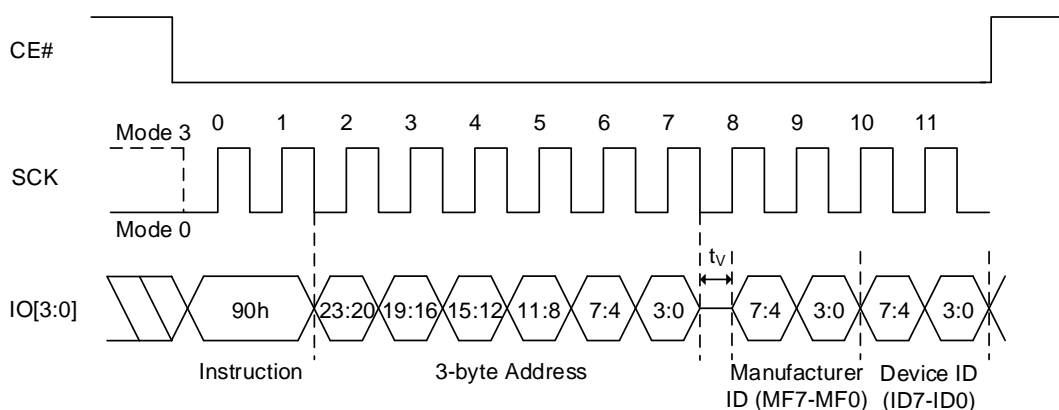 CE#
Mode 3
0 1 2 3 4 5 6 7 8 9 10 11
SCK
Mode 0
tV
IO[3:0]
90h 23:20 19:16 15:12 11:8 7:4 3:0 7:4 3:0 7:4 3:0
Instruction 3-byte Address Manufacturer Device ID
ID (MF7-MF0) (ID7-ID0)